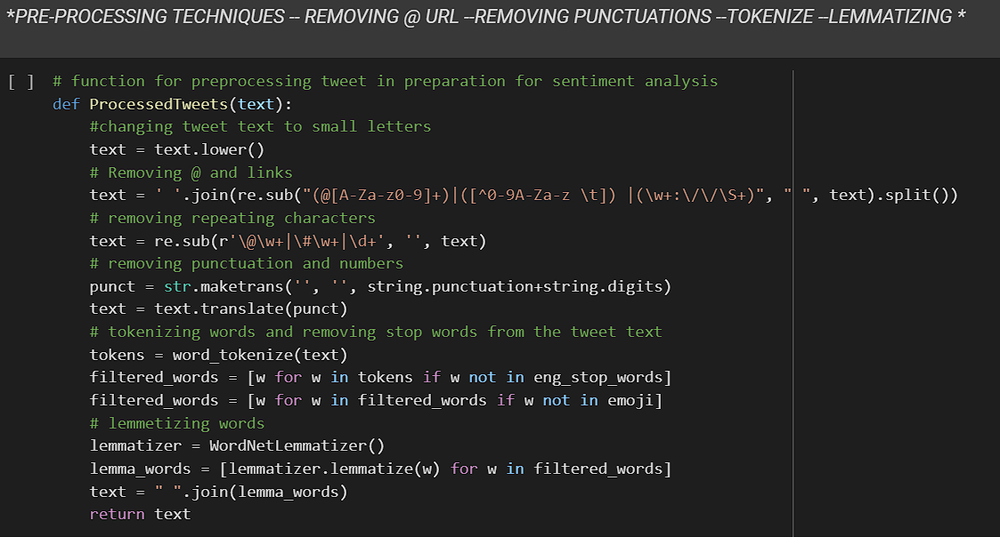 *PRE-PROCESSING TECHNIQUES -- REMOVING @ URL --REMOVING PUNCTUATIONS --TOKENIZE --LEMMATIZING *
[ ] # function for preprocessing tweet in preparation for sentiment analysis
def ProcessedTweets(text):
    #changing tweet text to small letters
    text = text.lower()
    # Removing @ and links
    text = ' '.join(re.sub("(@[A-Za-z0-9]+)|([^0-9A-Za-z \t]) |(\w+:\/\/\S+)", " ", text).split())
    # removing repeating characters
    text = re.sub(r'\@\w+|\#\w+|\d+', '', text)
    # removing punctuation and numbers
    punct = str.maketrans('', '', string.punctuation+string.digits)
    text = text.translate(punct)
    # tokenizing words and removing stop words from the tweet text
    tokens = word_tokenize(text)
    filtered_words = [w for w in tokens if w not in eng_stop_words]
    filtered_words = [w for w in filtered_words if w not in emoji]
    # lemmetizing words
    lemmatizer = WordNetLemmatizer()
    lemma_words = [lemmatizer.lemmatize(w) for w in filtered_words]
    text = " ".join(lemma_words)
    return text